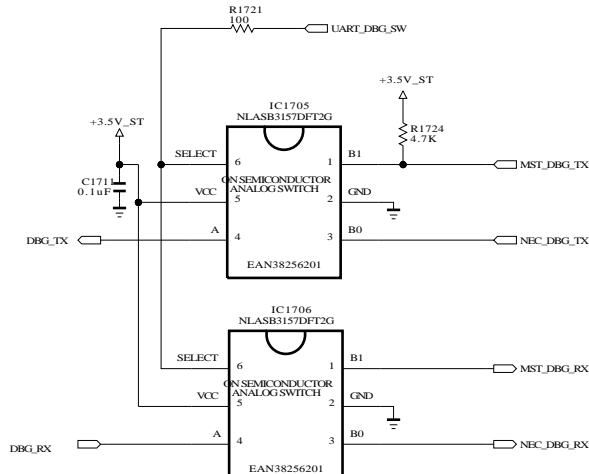 R1721
100
UART_DBG_SW
+3.5V_ST
IC1705
NLASB3157DFT2G
+3.5V_ST
R1724
4.7K
SELECT
6
1
B1
MST_DBG_TX
C1711
0.1uF
ON SEMICONDUCTOR
ANALOG SWITCH
VCC
5
2
GND
DBG_TX
A
4
3
B0
NEC_DBG_TX
EAN38256201
IC1706
NLASB3157DFT2G
SELECT
6
1
B1
MST_DBG_RX
ON SEMICONDUCTOR
ANALOG SWITCH
VCC
5
2
GND
DBG_RX
A
4
3
B0
NEC_DBG_RX
EAN38256201